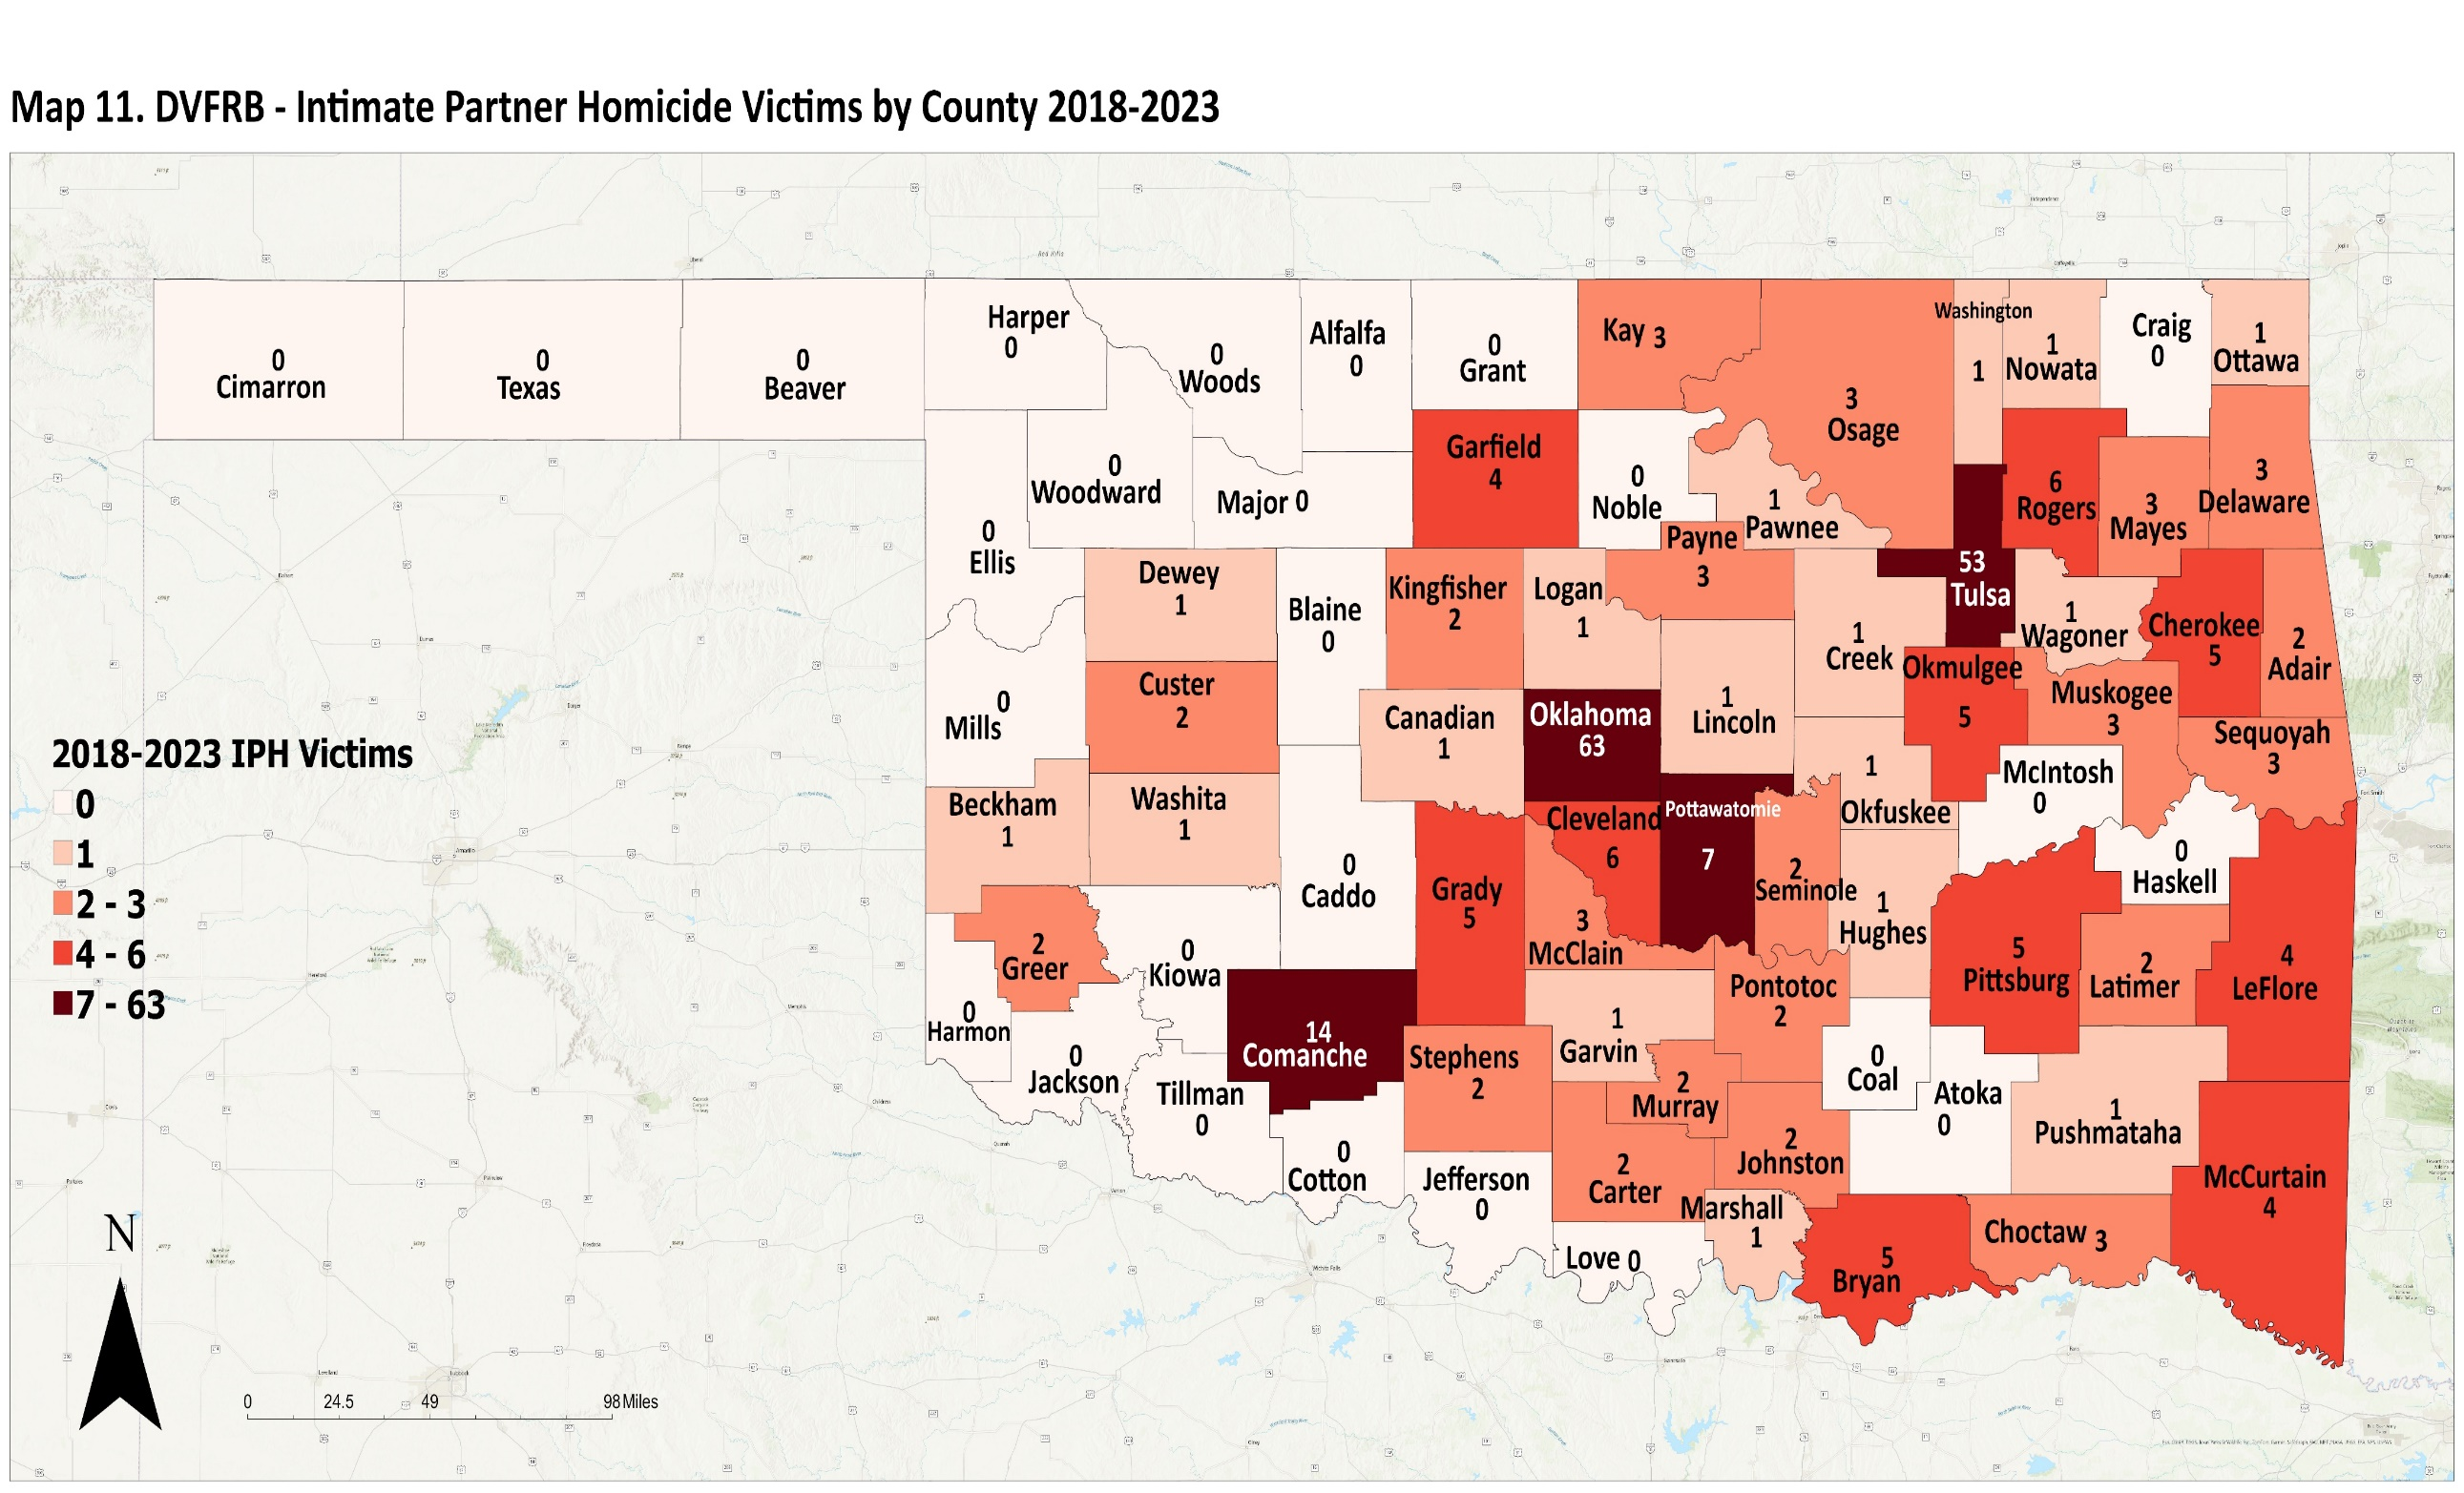 Map 11. DVFRB - Intimate Partner Homicide Victims by County 2018-2023
0
Cimarron
0
Texas
0
Beaver
Harper
0
0
Woods
Alfalfa
0
0
Grant
Kay 3
3
Osage
Washington
1
1
Nowata
Craig
0
1
Ottawa
0
Ellis
0
Woodward
Major 0
Garfield
4
0
Noble
1
Pawnee
Payne
3
53
Tulsa
6
Rogers
3
Mayes
3
Delaware
Dewey
1
Blaine
0
Kingfisher
2
Logan
1
1
Creek
1
Wagoner
Cherokee
5
2
Adair
0
Mills
Custer
2
Canadian
1
Oklahoma
63
1
Lincoln
Okmulgee
5
Muskogee
3
Sequoyah
3
Beckham
1
Washita
1
0
Caddo
Grady
5
Cleveland
6
Pottawatomie
7
2
Seminole
1
Okfuskee
1
Hughes
McIntosh
0
0
Haskell
2
Greer
0
Kiowa
3
McClain
Pontotoc
2
5
Pittsburg
2
Latimer
4
LeFlore
0
Harmon
0
Jackson
Tillman
0
14
Comanche
0
Cotton
Stephens
2
Jefferson
0
1
Garvin
2
Murray
2
Carter
Love 0
2
Johnston
Marshall
1
0
Coal
Atoka
0
5
Bryan
1
Pushmataha
Choctaw 3
McCurtain
4
2018-2023 IPH Victims
0
1
2 - 3
4 - 6
7 - 63
N
0 24.5 49 98 Miles